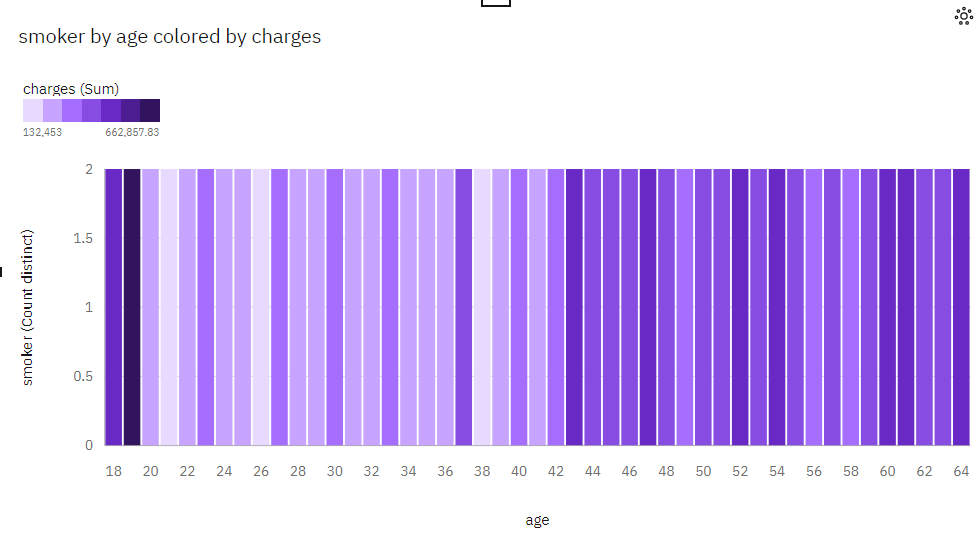 smoker by age colored by charges
charges (Sum)
132,453 662,857.83
smoker (Count distinct)
2
1.5
1
0.5
0
18 20 22 24 26 28 30 32 34 36 38 40 42 44 46 48 50 52 54 56 58 60 62 64
age